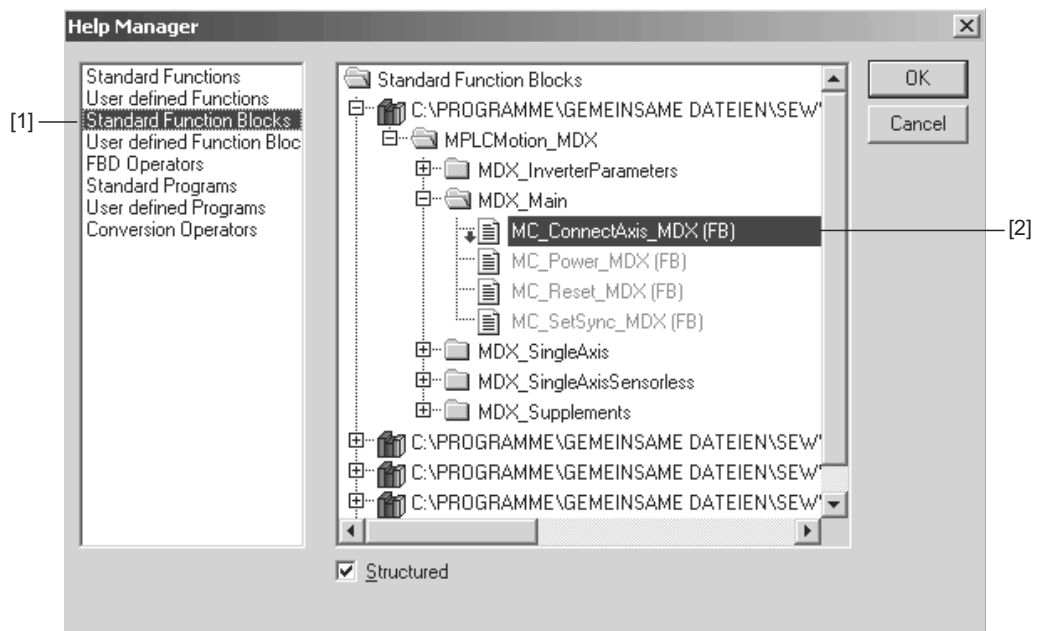 Help Manager
Standard Functions
User defined Functions
[1]
Standard Function Blocks
User defined Function Bloc
FBD Operators
Standard Programs
User defined Programs
Conversion Operators
Standard Function Blocks
C:\PROGRAMME\GEMEINSAME DATEIEN\SEW'
MPLCMotion_MDX
MDX_InverterParameters
MDX_Main
MC_ConnectAxis_MDX (FB)
[2]
MC_Power_MDX (FB)
MC_Reset_MDX (FB)
MC_SetSync_MDX (FB)
MDX_SingleAxis
MDX_SingleAxisSensorless
MDX_Supplements
C:\PROGRAMME\GEMEINSAME DATEIEN\SEW'
C:\PROGRAMME\GEMEINSAME DATEIEN\SEW'
C:\PROGRAMME\GEMEINSAME DATEIEN\SEW'
Structured
OK
Cancel